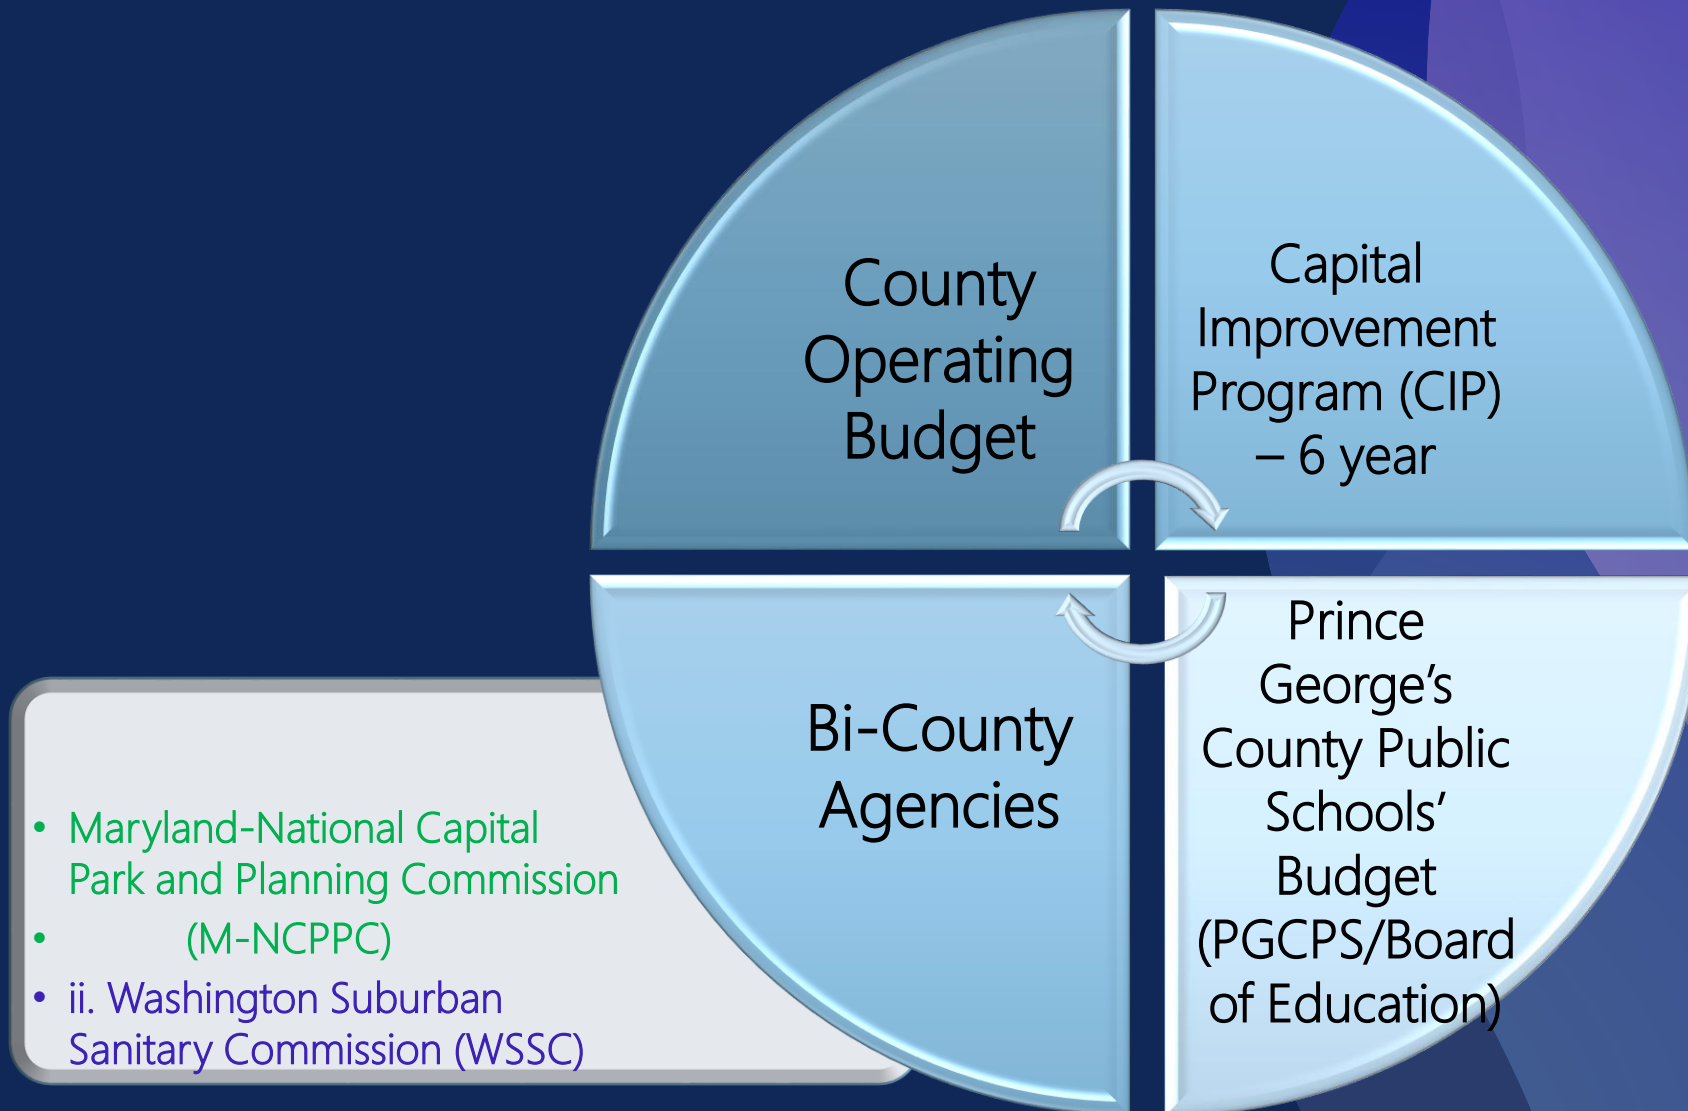 County
Operating
Budget
Capital
Improvement
Program (CIP)
– 6 year
Bi-County
Agencies
Prince
George’s
County Public
Schools’
Budget
(PGCPS/Board
of Education)
• Maryland-National Capital
Park and Planning Commission
• (M-NCPPC)
• ii. Washington Suburban
Sanitary Commission (WSSC)